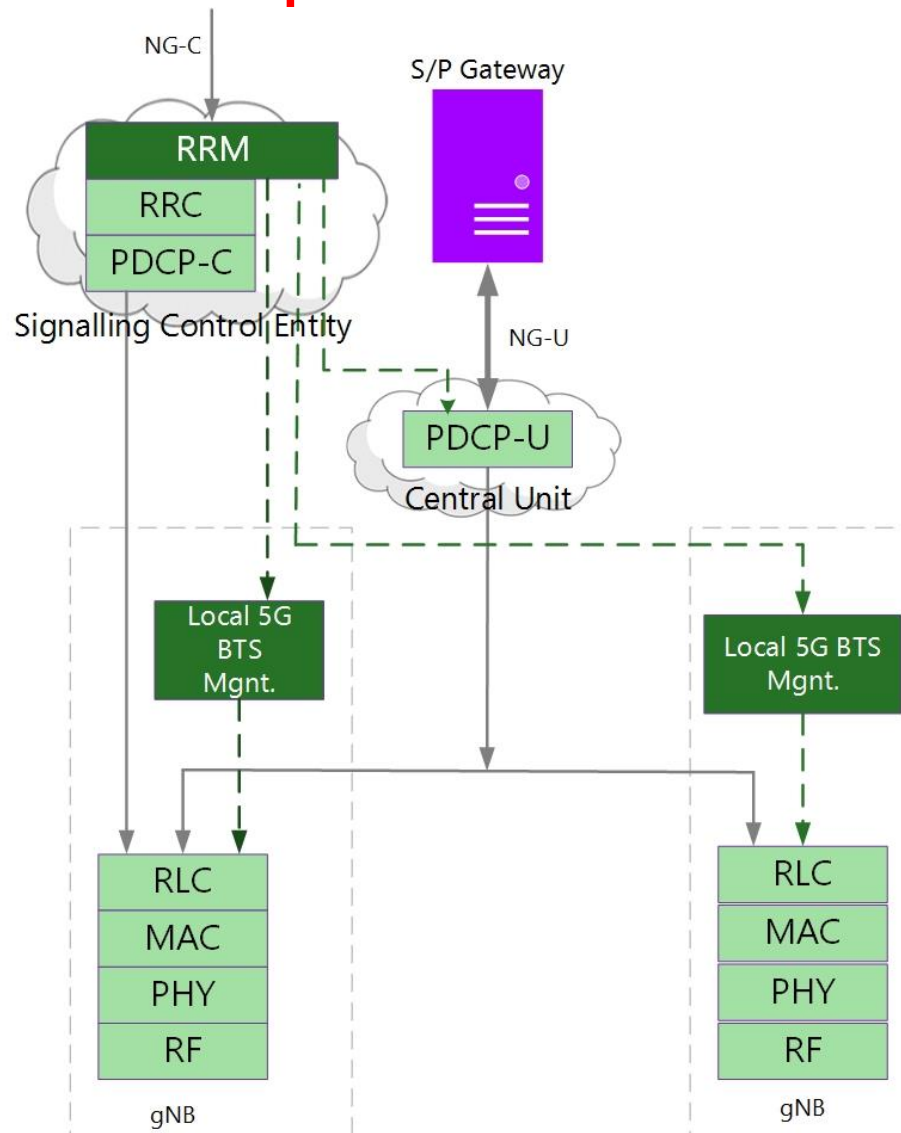 NG-C
S/P Gateway
RRM
RRC
PDCP-C
Signalling Control Entity
NG-U
PDCP-U
Central Unit
Local 5G
BTS
Mgnt.
Local 5G BTS
Mgnt.
RLC
MAC
PHY
RF
gNB
RLC
MAC
PHY
RF
gNB